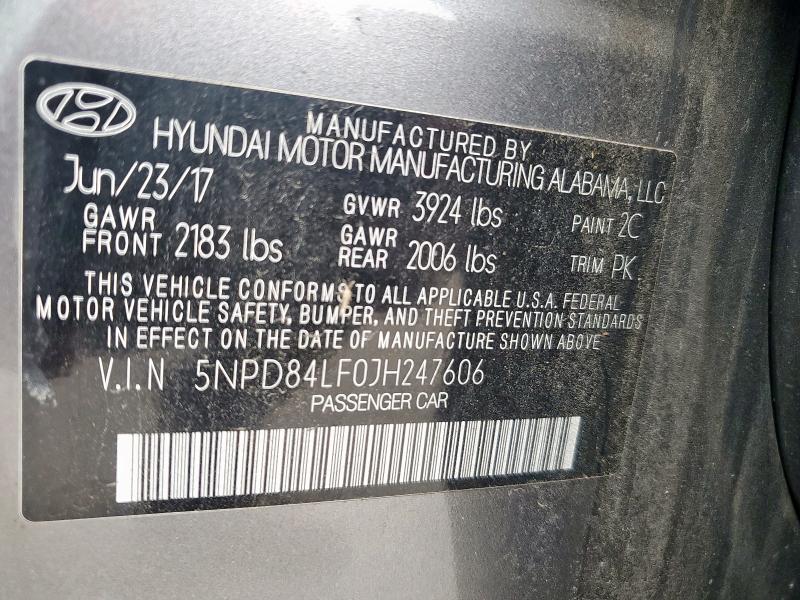 MANUFACTURED BY
HYUNDAI MOTOR MANUFACTURING ALABAMA, LLC
Jun/23/17 GVWR 3924 lbs PAINT 2C
GAWR FRONT 2183 lbs GAWR REAR 2006 lbs TRIM PK
THIS VEHICLE CONFORMS TO ALL APPLICABLE U.S.A. FEDERAL
MOTOR VEHICLE SAFETY, BUMPER, AND THEFT PREVENTION STANDARDS
IN EFFECT ON THE DATE OF MANUFACTURE SHOWN ABOVE
V.I.N 5NPD84LF0JH247606
PASSENGER CAR